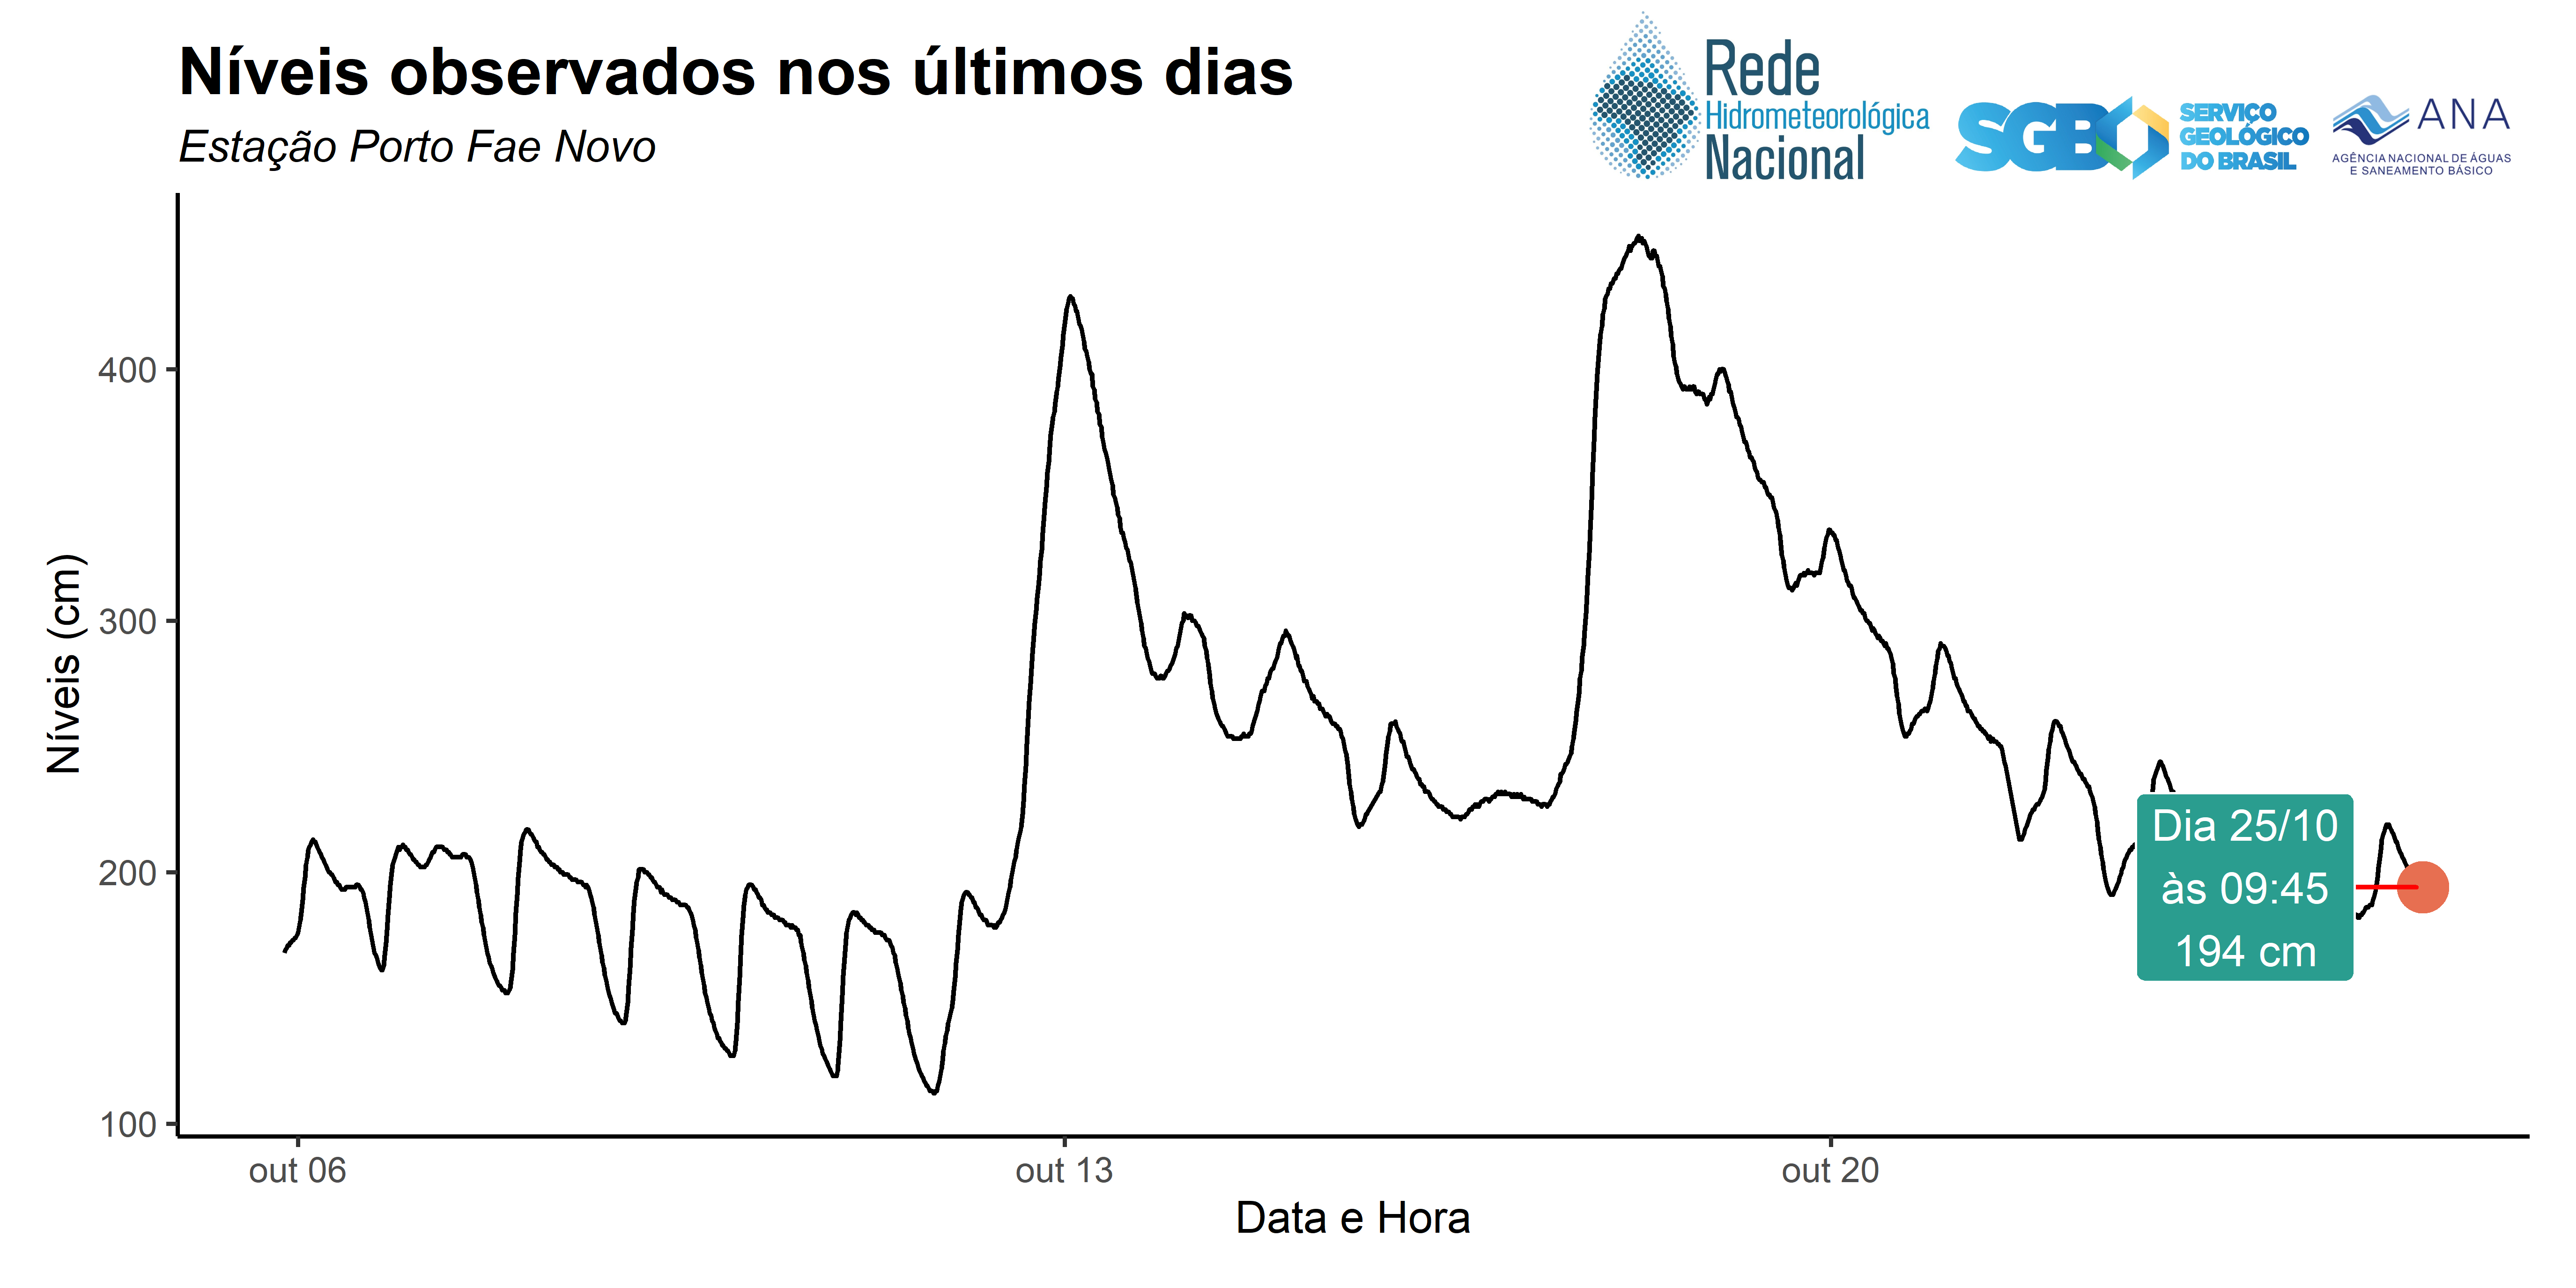 Níveis observados nos últimos dias
Estação Porto Fae Novo
Rede
Hidrometeorológica
Nacional
SGB
SERVIÇO
GEOLÓGICO
DO BRASIL
ANA
AGÊNCIA NACIONAL DE ÁGUAS
E SANEAMENTO BÁSICO
Níveis (cm)
400
300
200
100
Dia 25/10
às 09:45
194 cm
out 06
out 13
out 20
Data e Hora